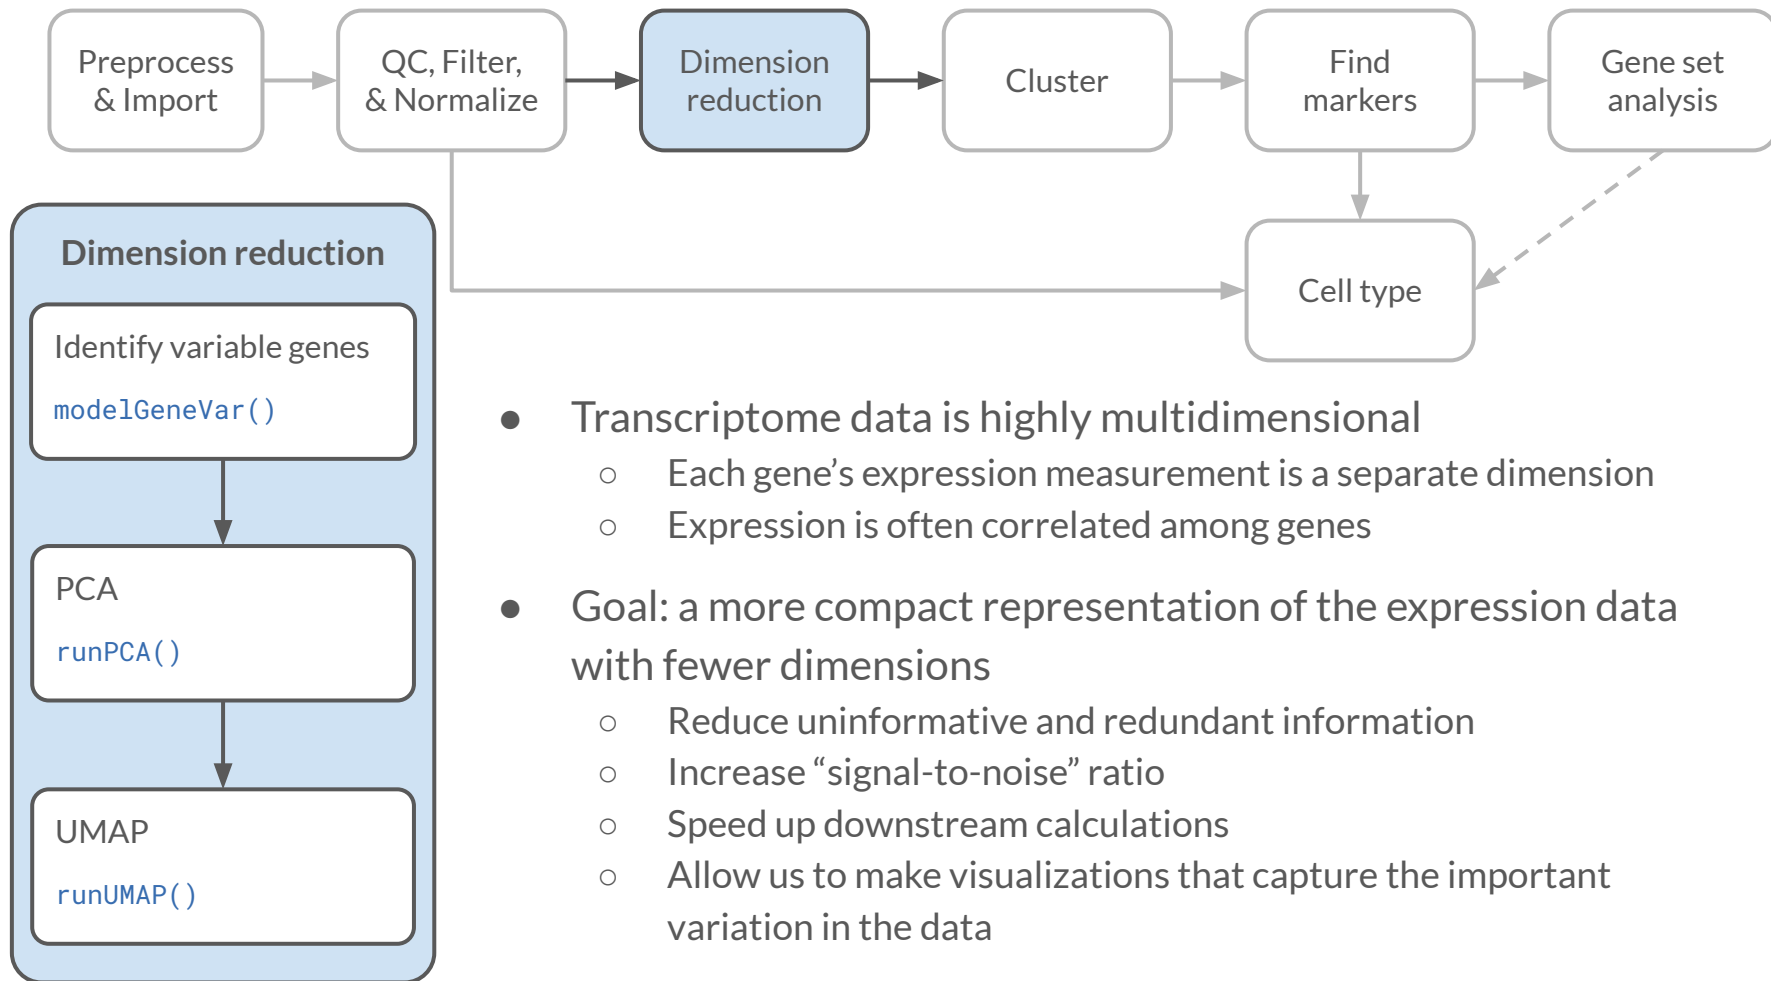 Preprocess
& Import
QC, Filter,
& Normalize
Dimension
reduction
Cluster
Find
markers
Gene set
analysis
Cell type
Dimension reduction
Identify variable genes
modelGeneVar()
PCA
runPCA()
UMAP
runUMAP()
● Transcriptome data is highly multidimensional
○ Each gene’s expression measurement is a separate dimension
○ Expression is often correlated among genes
● Goal: a more compact representation of the expression data
with fewer dimensions
○ Reduce uninformative and redundant information
○ Increase “signal-to-noise” ratio
○ Speed up downstream calculations
○ Allow us to make visualizations that capture the important
variation in the data